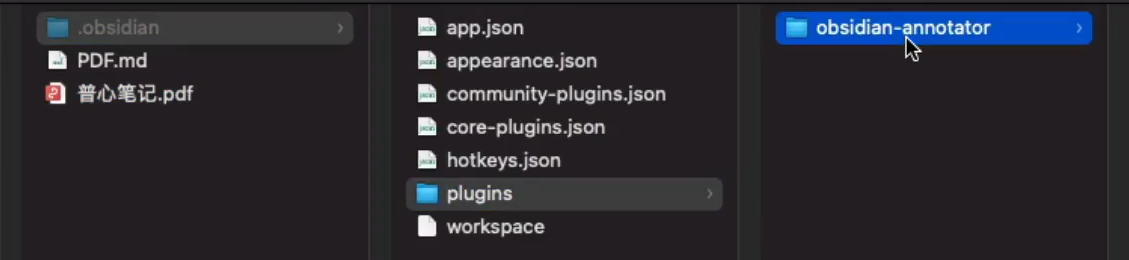 .obsidian
PDF.md
普心笔记.pdf
app.json
appearance.json
community-plugins.json
core-plugins.json
hotkeys.json
plugins
workspace
obsidian-annotator